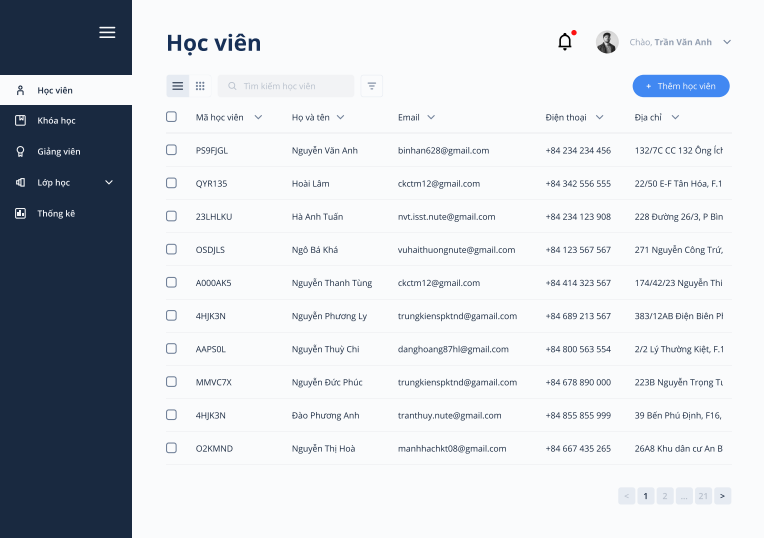 Học viên
Chào, Trần Văn Anh
Học viên
Khóa học
Giảng viên
Lớp học
Thống kê
Tìm kiếm học viên
+ Thêm học viên
Mã học viên Họ và tên Email Điện thoại Địa chỉ
PS9FJGL Nguyễn Văn Anh binhan628@gmail.com +84 234 234 456 132/7C CC 132 Ông Ích
QYR135 Hoài Lâm ckctm12@gmail.com +84 342 556 555 22/50 E-F Tân Hóa, F.1
23LHLKU Hà Anh Tuấn nvt.isst.nute@gmail.com +84 234 123 908 228 Đường 26/3, P Bìn
OSDJLS Ngô Bá Khá vuhaithuongnute@gmail.com +84 123 567 567 271 Nguyễn Công Trứ,
A000AK5 Nguyễn Thanh Tùng ckctm12@gmail.com +84 414 323 567 174/42/23 Nguyễn Thi
4HJK3N Nguyễn Phương Ly trungkienspktnd@gamail.com +84 689 213 567 383/12AB Điện Biên Ph
AAPS0L Nguyễn Thuỳ Chi danghoang87hl@gmail.com +84 800 563 554 2/2 Lý Thường Kiệt, F.1
MMVC7X Nguyễn Đức Phúc trungkienspktnd@gamail.com +84 678 890 000 223B Nguyễn Trọng Tu
4HJK3N Đào Phương Anh tranthuy.nute@gmail.com +84 855 855 999 39 Bến Phú Định, F16,
O2KMND Nguyễn Thị Hoà manhhachkt08@gmail.com +84 667 435 265 26A8 Khu dân cư An B
< 1 2 ... 21 >